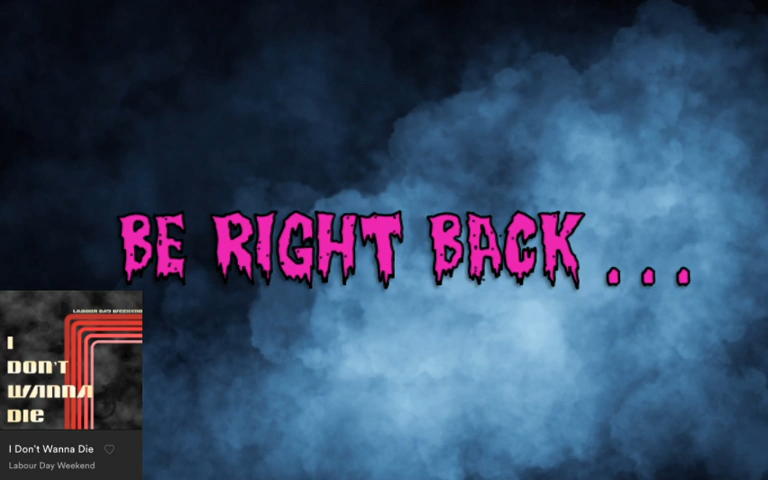 BE RIGHT BACK . . .
LABOUR DAY WEEKEND
I
DON'T
WANNA
DIE
I Don't Wanna Die
Labour Day Weekend